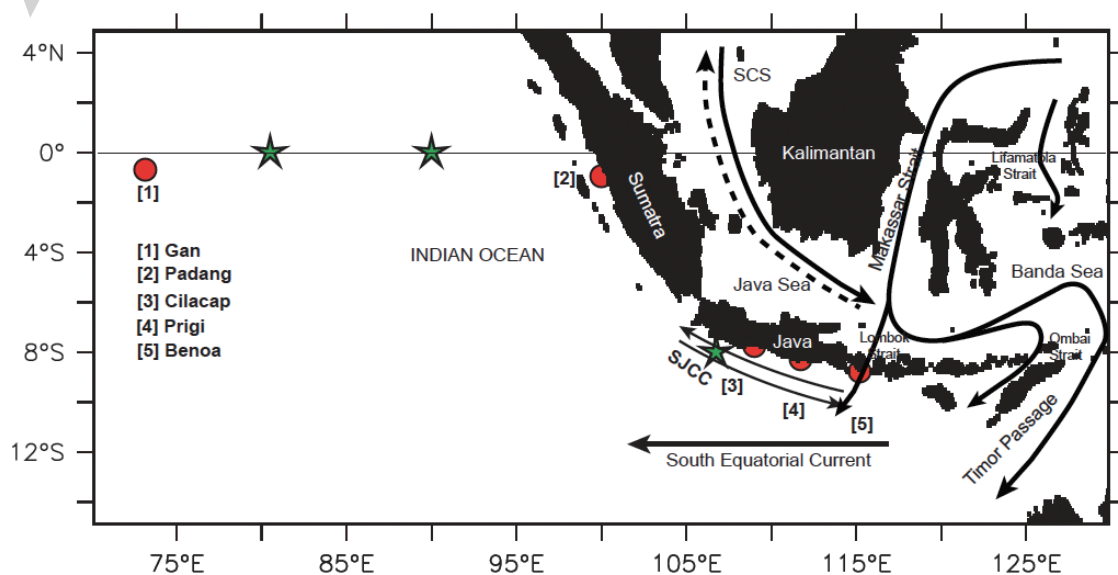 4°N
0°
4°S
8°S
12°S
75°E
85°E
95°E
105°E
115°E
125°E
SCS
Kalimantan
Makassar Strait
Lifamatola
Strait
[1]
[2]
Sumatra
INDIAN OCEAN
Banda Sea
Java Sea
[1] Gan
[2] Padang
[3] Cilacap
[4] Prigi
[5] Benoa
Java
Lombok
Strait
Ombai
Strait
SJCC
[3]
[4]
[5]
Timor Passage
South Equatorial Current